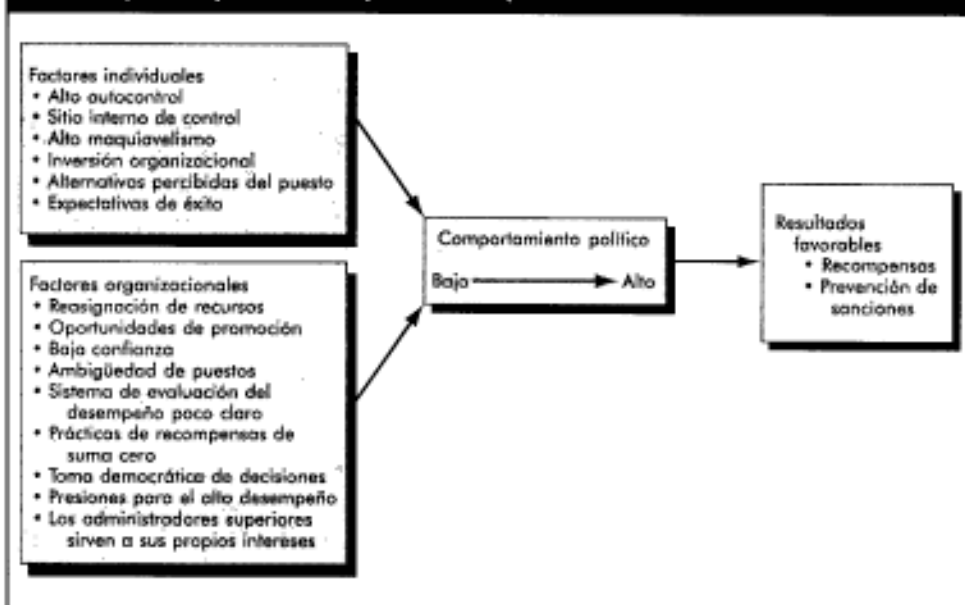 Factores individuales
• Alto autocontrol
• Sitio interno de control
• Alto maquiavelismo
• Inversión organizacional
• Alternativas percibidas del puesto
• Expectativas de éxito
Factores organizacionales
• Reasignación de recursos
• Oportunidades de promoción
• Baja confianza
• Ambigüedad de puestos
• Sistema de evaluación del
desempeño poco claro
• Prácticas de recompensas de
suma cero
• Toma democrática de decisiones
• Presiones para el alto desempeño
• Los administradores superiores
sirven a sus propios intereses
Comportamiento político
Bajo Alto
Resultados
favorables
• Recompensas
• Prevención de
sanciones